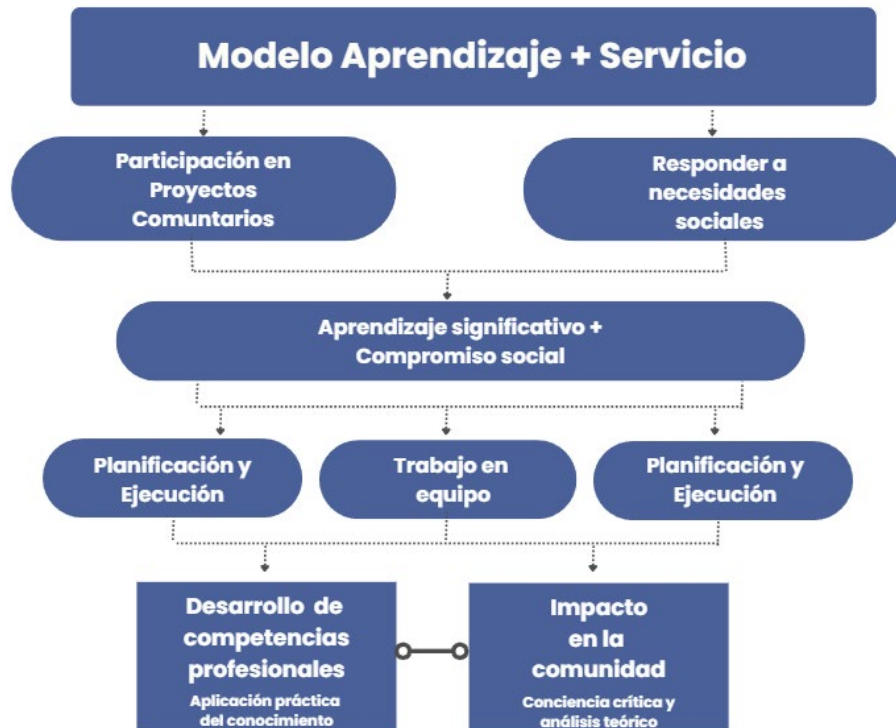 Modelo Aprendizaje + Servicio
Participación en
Proyectos
Comuntarios
Responder a
necesidades
sociales
Aprendizaje significativo +
Compromiso social
Planificación y
Ejecución
Trabajo en
equipo
Planificación y
Ejecución
Desarrollo de
competencias
profesionales
Aplicación práctica
del conocimiento
Impacto
en la
comunidad
Conciencia crítica y
análisis teórico